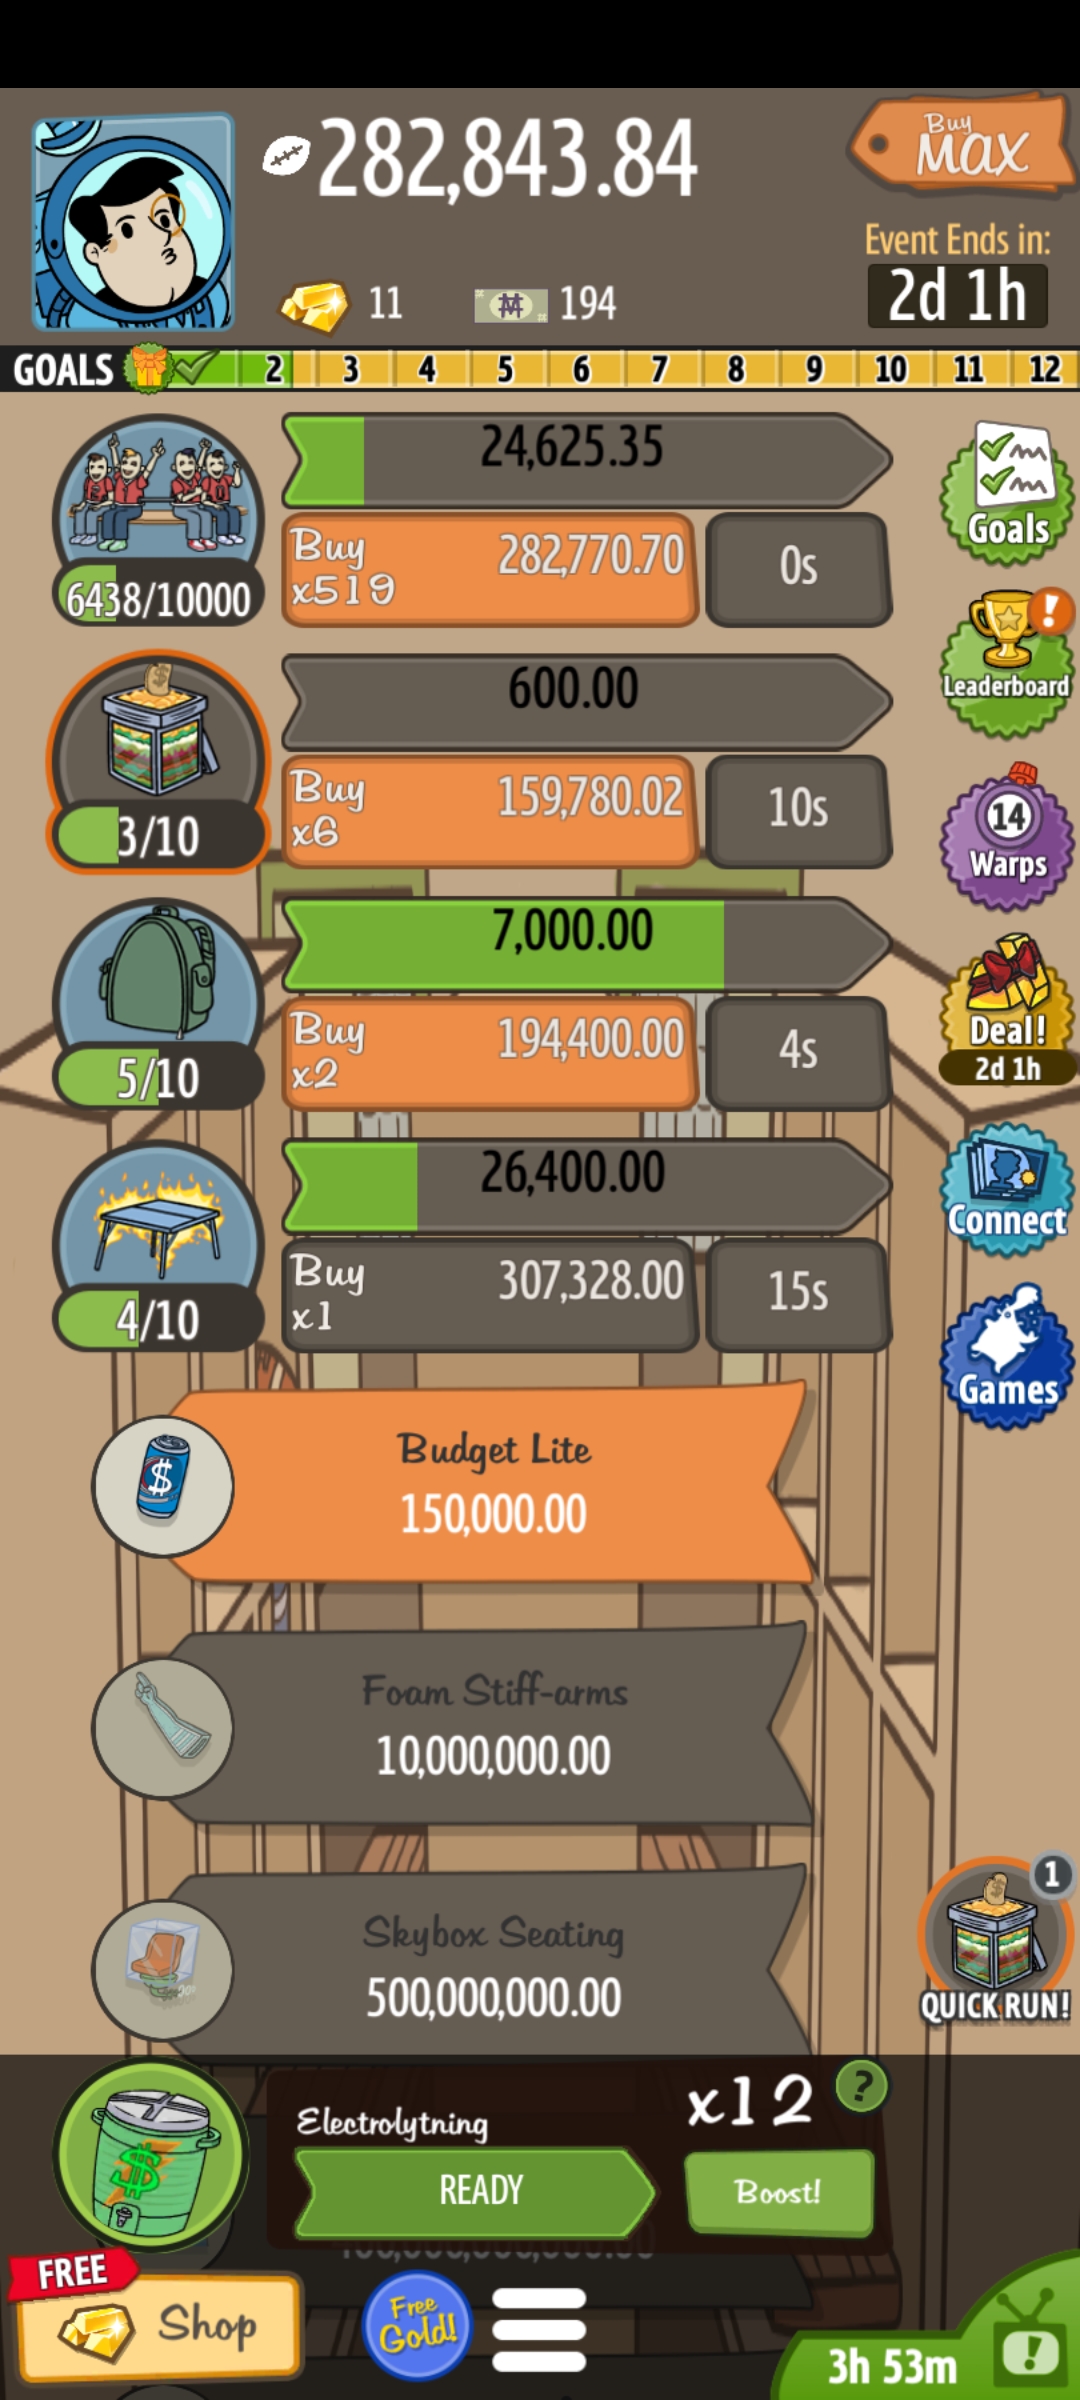 282,843.84
Buy
MAX
Event Ends in:
2d 1h
11
194
GOALS 2 3 4 5 6 7 8 9 10 11 12
24,625.35
Buy
x519
282,770.70
0s
6438/10000
Goals
600.00
Buy
x6
159,780.02
10s
3/10
!
Leaderboard
7,000.00
Buy
x2
194,400.00
4s
5/10
14
Warps
Deal!
2d 1h
26,400.00
Buy
x1
307,328.00
15s
4/10
Connect
Games
$
Budget Lite
150,000.00
Foam Stiff-arms
10,000,000.00
Skybox Seating
500,000,000.00
1
QUICK RUN!
$
Electrolytning
READY
x12
?
Boost!
FREE
Shop
Free
Gold!
3h 53m
!